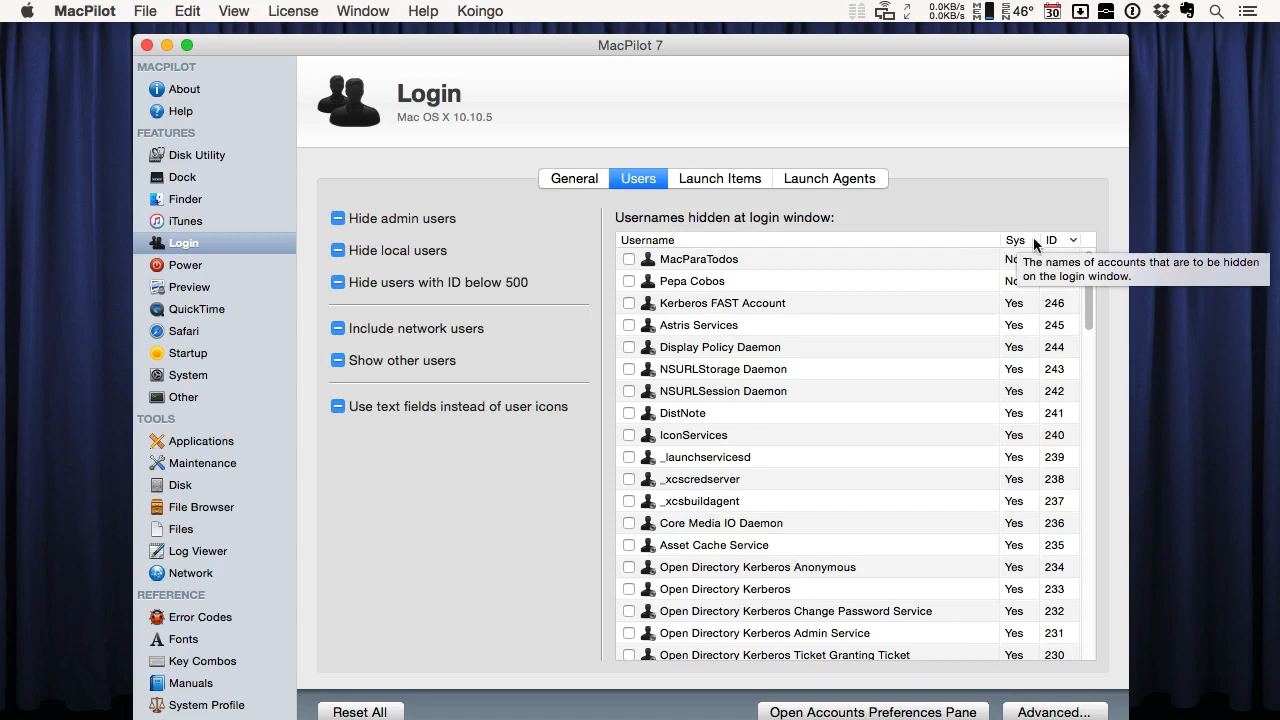 MacPilot File Edit View License Window Help Koingo
0.0KB/s
0.0KB/s
46°
30
MacPilot 7
MACPILOT
About
Help
FEATURES
Disk Utility
Dock
Finder
iTunes
Login
Power
Preview
QuickTime
Safari
Startup
System
Other
TOOLS
Applications
Maintenance
Disk
File Browser
Files
Log Viewer
Network
REFERENCE
Error Codes
Fonts
Key Combos
Manuals
System Profile
Login
Mac OS X 10.10.5
General Users Launch Items Launch Agents
Hide admin users
Hide local users
Hide users with ID below 500
Include network users
Show other users
Use text fields instead of user icons
Usernames hidden at login window:
Username Sys ID
MacParaTodos No
Pepa Cobos No
The names of accounts that are to be hidden
on the login window.
Kerberos FAST Account Yes 246
Astris Services Yes 245
Display Policy Daemon Yes 244
NSURLStorage Daemon Yes 243
NSURLSession Daemon Yes 242
DistNote Yes 241
IconServices Yes 240
_launchservicesd Yes 239
_xcscredserver Yes 238
_xcsbuildagent Yes 237
Core Media IO Daemon Yes 236
Asset Cache Service Yes 235
Open Directory Kerberos Anonymous Yes 234
Open Directory Kerberos Yes 233
Open Directory Kerberos Change Password Service Yes 232
Open Directory Kerberos Admin Service Yes 231
Open Directory Kerberos Ticket Granting Ticket Yes 230
Reset All Open Accounts Preferences Pane Advanced...